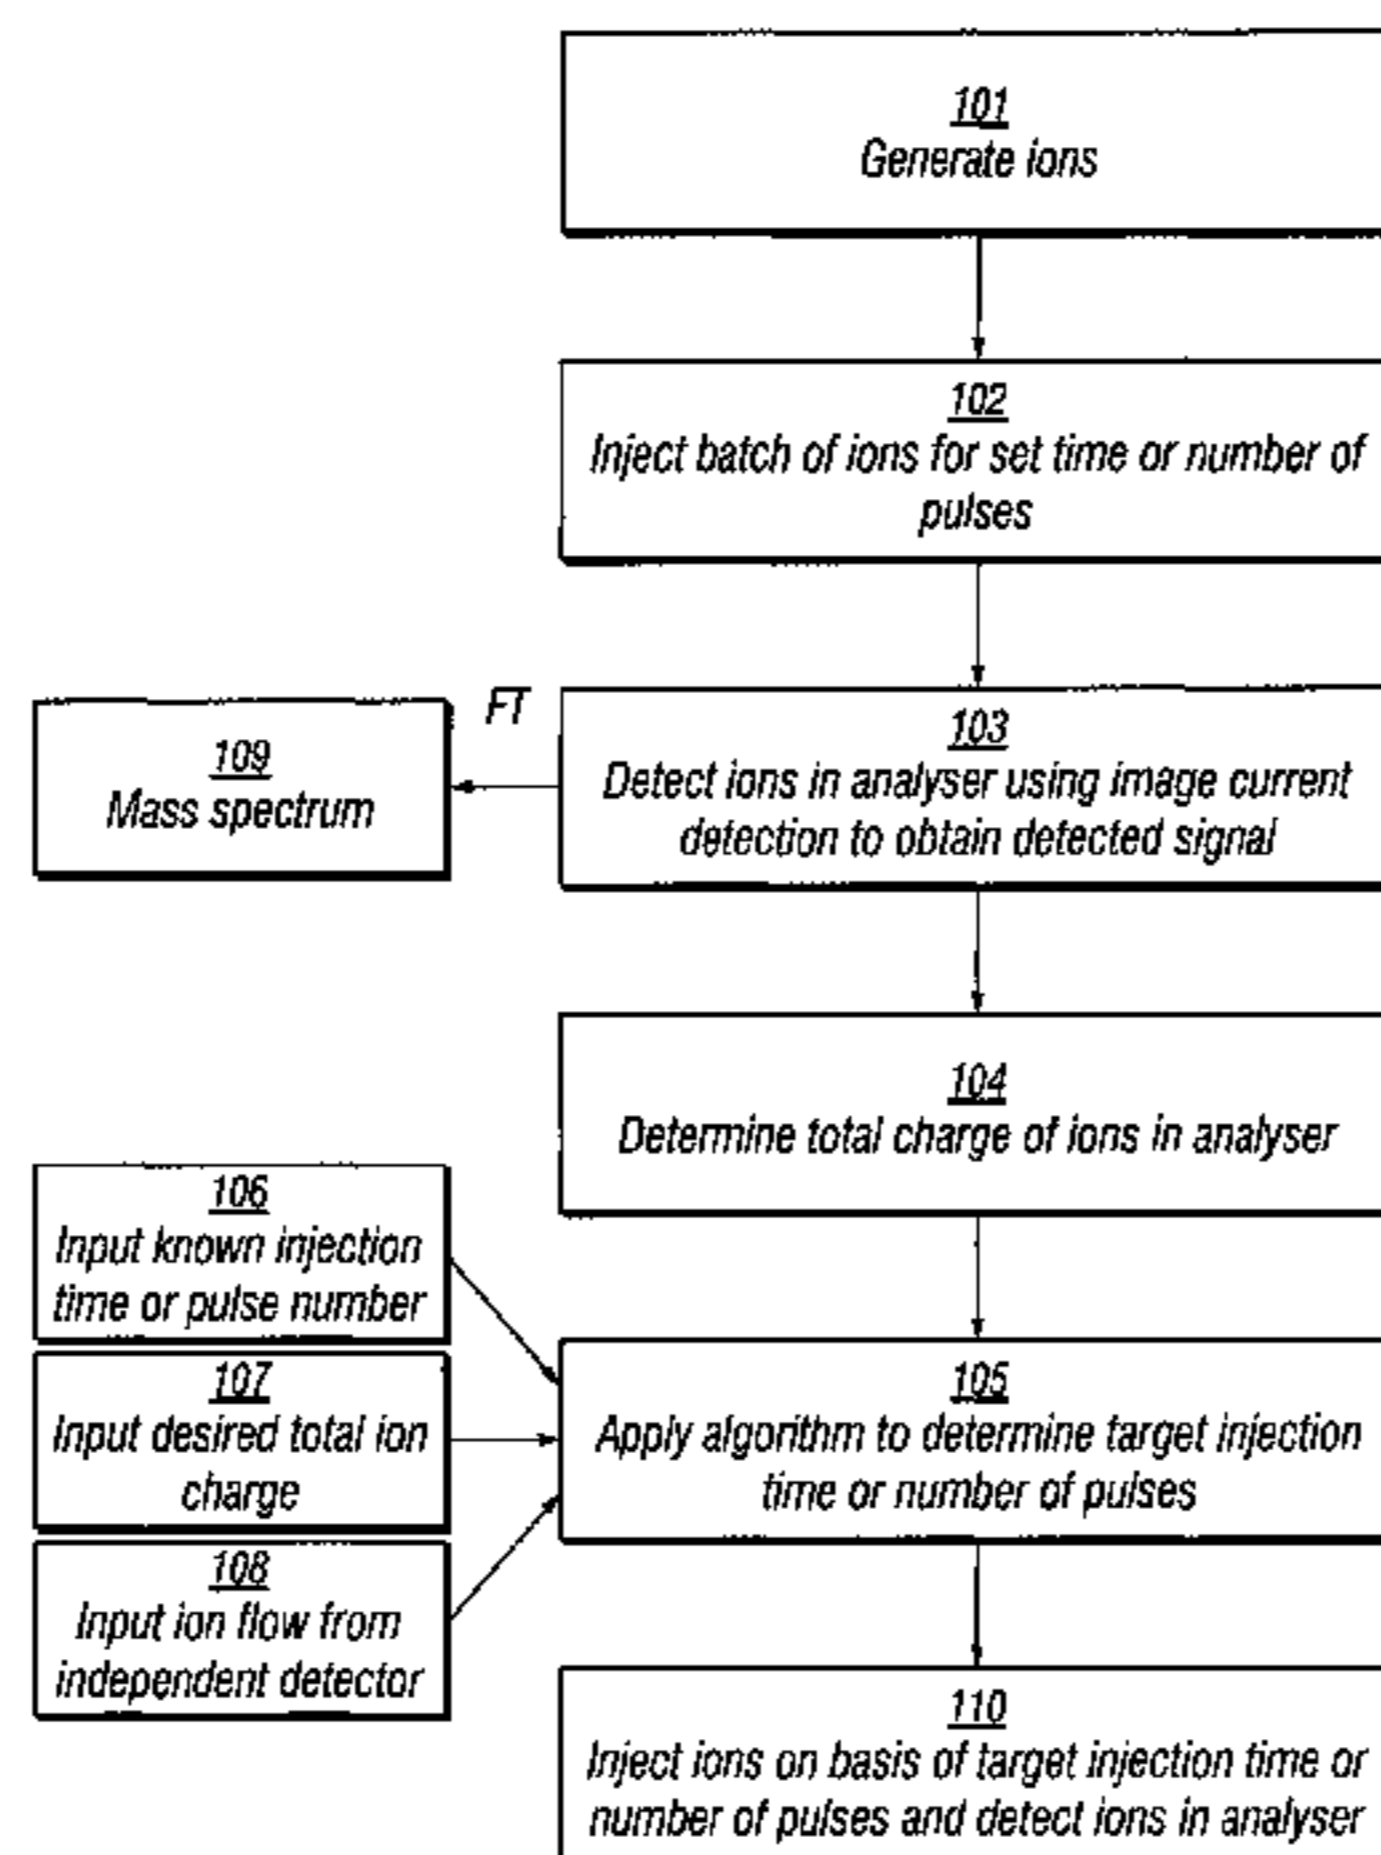 101
Generate ions
102
Inject batch of ions for set time or number of
pulses
FT
103
Detect ions in analyser using image current
detection to obtain detected signal
109
Mass spectrum
104
Determine total charge of ions in analyser
106
Input known injection
time or pulse number
107
Input desired total ion
charge
108
Input ion flow from
independent detector
105
Apply algorithm to determine target injection
time or number of pulses
110
Inject ions on basis of target injection time or
number of pulses and detect ions in analyser